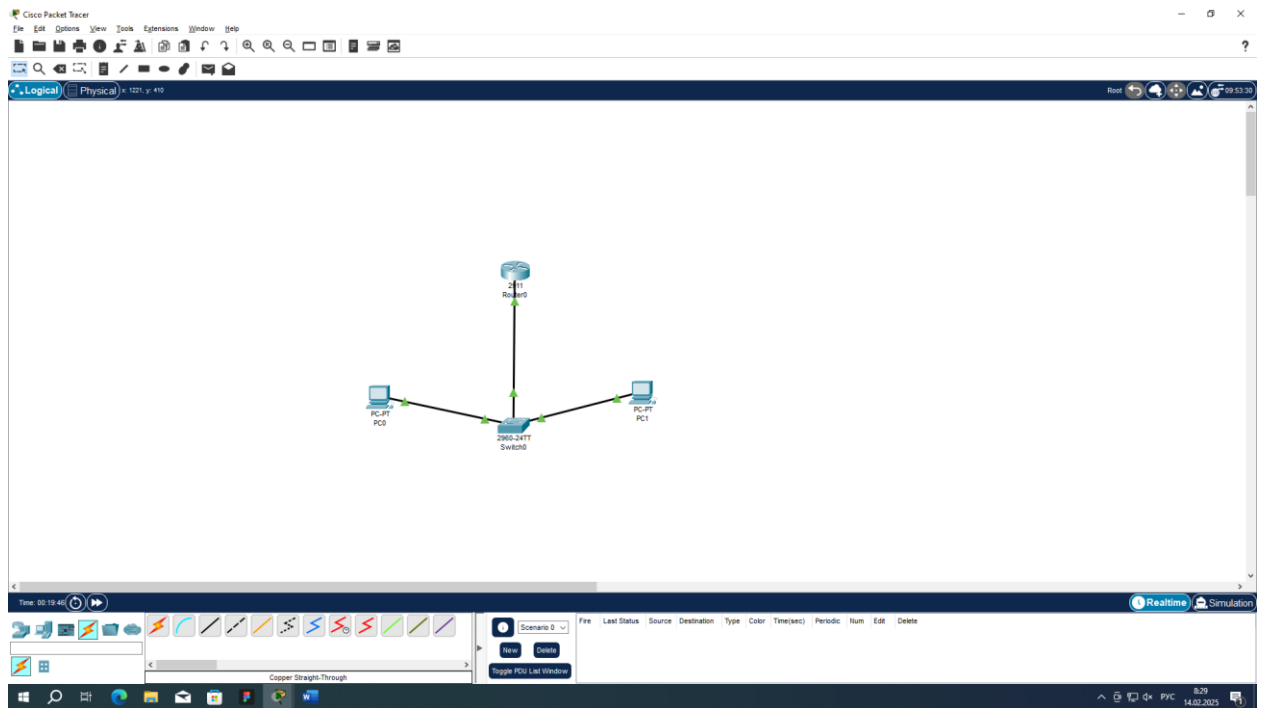 Cisco Packet Tracer
File Edit Options View Tools Extensions Window Help
?
Logical Physical x: 1221, y: 410 Root 09:53:30
2911
Router0
PC-PT
PC0
PC-PT
PC1
2960-24TT
Switch0
Time: 00:19:46 Realtime Simulation
Scenario 0
New Delete
Toggle PDU List Window
Fire Last Status Source Destination Type Color Time(sec) Periodic Num Edit Delete
Copper Straight-Through
РУС
8:29
14.02.2025